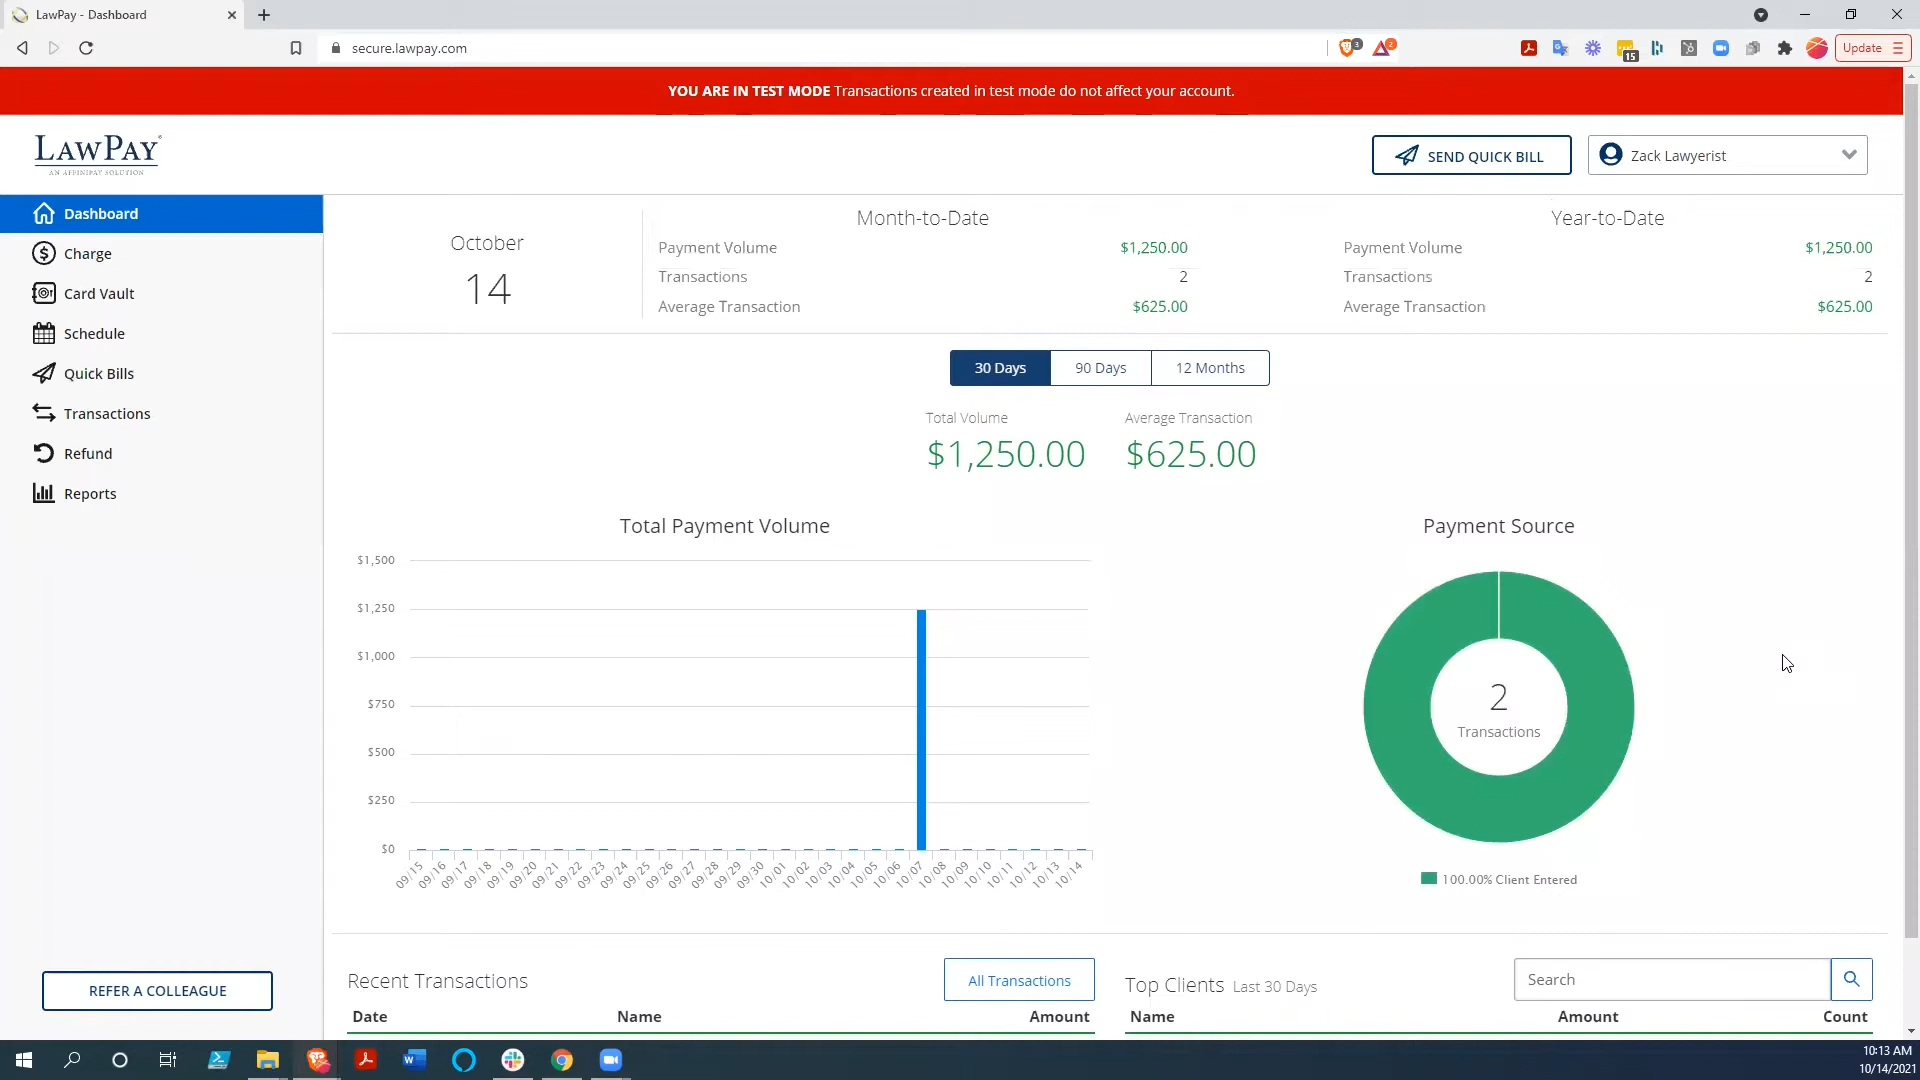 LawPay - Dashboard
secure.lawpay.com
3
2
15
Update
YOU ARE IN TEST MODE Transactions created in test mode do not affect your account.
LAWPAY
AN AFFINIPAY SOLUTION
SEND QUICK BILL
Zack Lawyerist
Dashboard
Charge
Card Vault
Schedule
Quick Bills
Transactions
Refund
Reports
REFER A COLLEAGUE
October
14
Month-to-Date
Payment Volume $1,250.00
Transactions 2
Average Transaction $625.00
Year-to-Date
Payment Volume $1,250.00
Transactions 2
Average Transaction $625.00
30 Days 90 Days 12 Months
Total Volume Average Transaction
$1,250.00 $625.00
Total Payment Volume
$1,500
$1,250
$1,000
$750
$500
$250
$0
09/15 09/16 09/17 09/18 09/19 09/20 09/21 09/22 09/23 09/24 09/25 09/26 09/27 09/28 09/29 09/30 10/01 10/02 10/03 10/04 10/05 10/06 10/07 10/08 10/09 10/10 10/11 10/12 10/13 10/14
Payment Source
2
Transactions
100.00% Client Entered
Recent Transactions
All Transactions
Date Name Amount
Top Clients Last 30 Days
Search
Name Amount Count
10:13 AM
10/14/2021